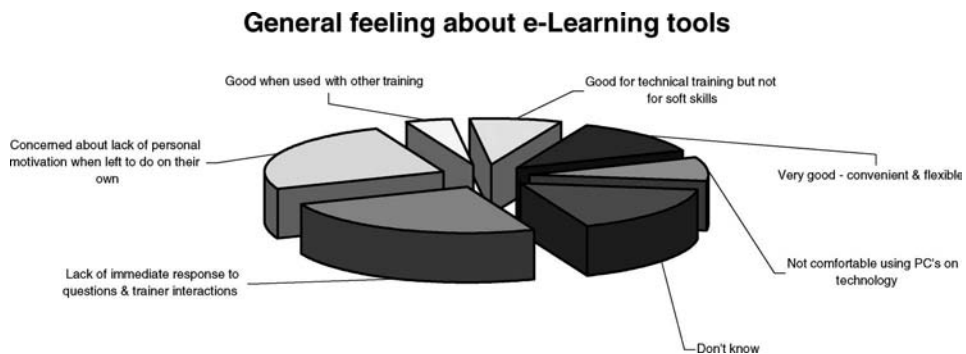 General feeling about e-Learning tools
Good when used with other training
Good for technical training but not
for soft skills
Concerned about lack of personal
motivation when left to do on their
own
Very good - convenient & flexible
Lack of immediate response to
questions & trainer interactions
Not comfortable using PC's on
technology
Don't know